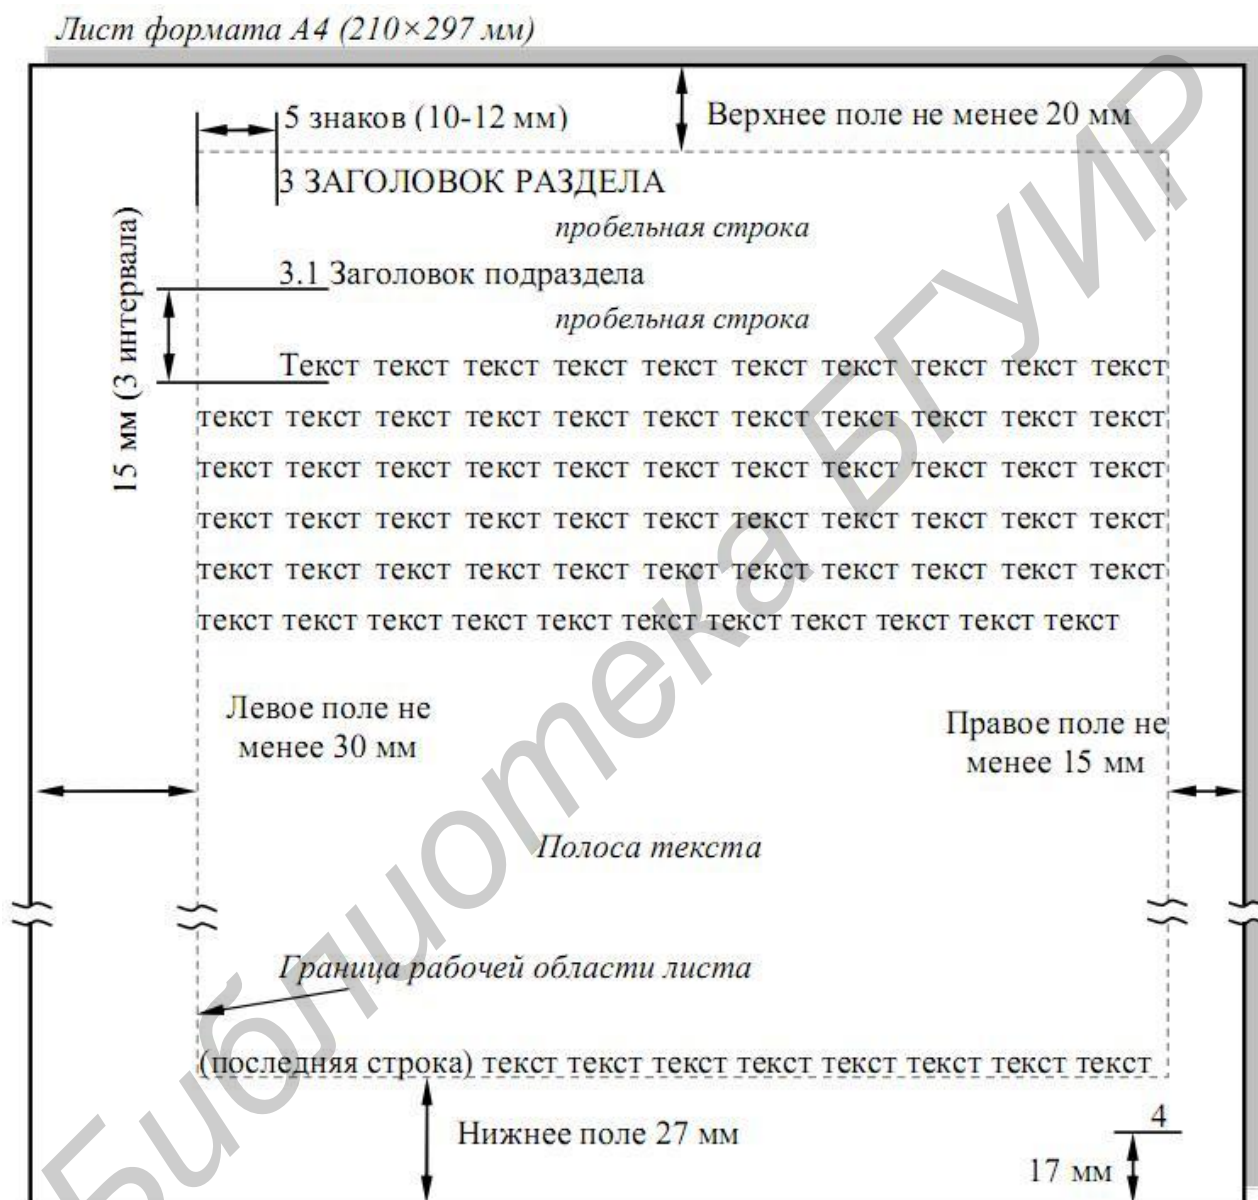 Лист формата А4 (210×297 мм)
5 знаков (10-12 мм)
Верхнее поле не менее 20 мм
3 ЗАГОЛОВОК РАЗДЕЛА
пробельная строка
3.1 Заголовок подраздела
пробельная строка
15 мм (3 интервала)
Текст текст текст текст текст текст текст текст текст текст
текст текст текст текст текст текст текст текст текст текст текст
текст текст текст текст текст текст текст текст текст текст текст
текст текст текст текст текст текст текст текст текст текст текст
текст текст текст текст текст текст текст текст текст текст текст
текст текст текст текст текст текст текст текст текст текст текст
Левое поле не
менее 30 мм
Правое поле не
менее 15 мм
Полоса текста
Граница рабочей области листа
(последняя строка) текст текст текст текст текст текст текст текст
Нижнее поле 27 мм
4
17 мм
Библиотека БГУИР